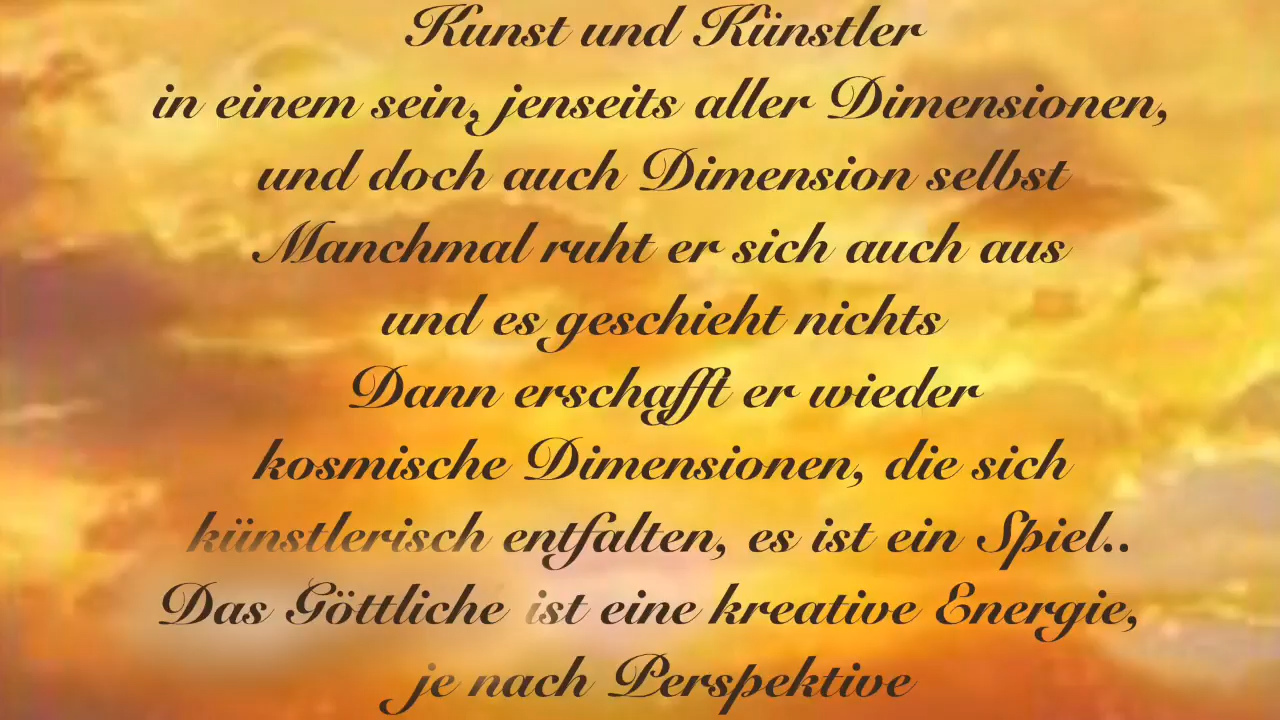 Kunst und Künstler
in einem sein, jenseits aller Dimensionen,
und doch auch Dimension selbst
Manchmal ruht er sich auch aus
und es geschieht nichts
Dann erschafft er wieder
kosmische Dimensionen, die sich
künstlerisch entfalten, es ist ein Spiel..
Das Göttliche ist eine kreative Energie,
je nach Perspektive